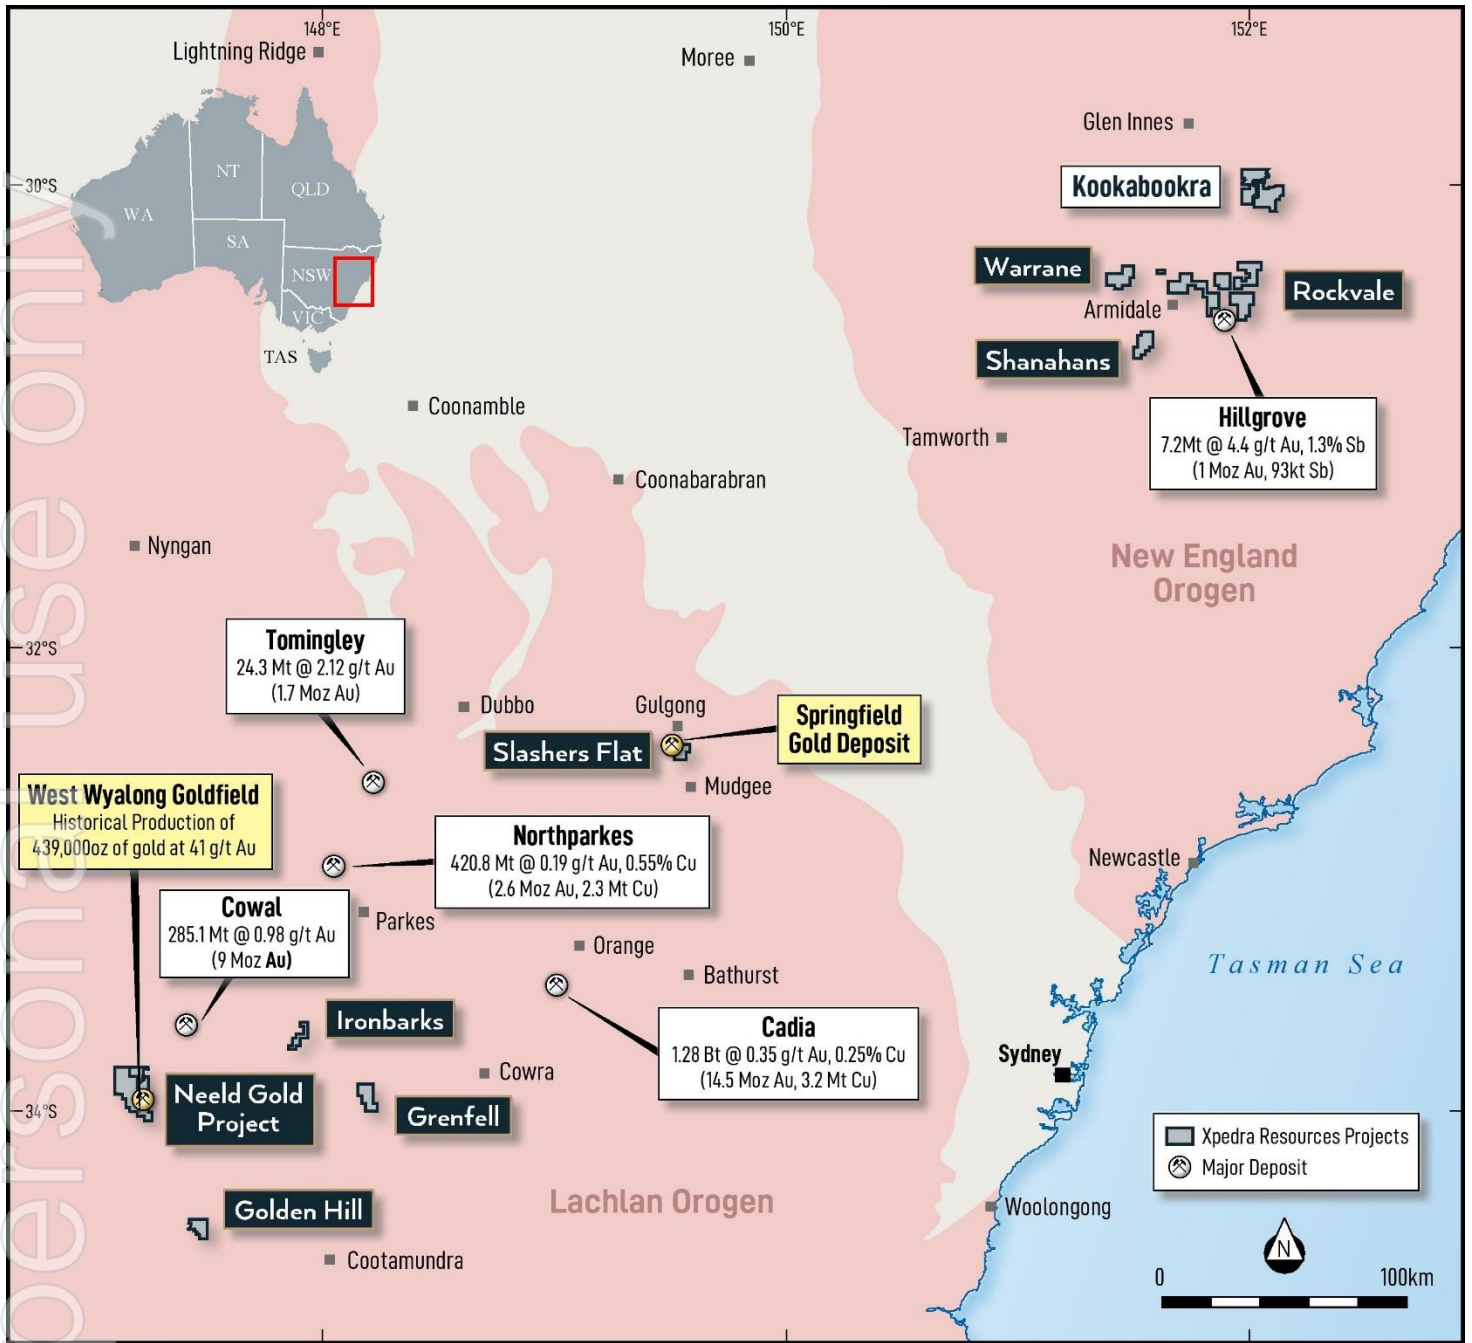 148°E
150°E
152°E
Lightning Ridge
Moree
Glen Innes
30°S
Kookabookra
NT
QLD
WA
SA
NSW
VIC
TAS
Warrane
Rockvale
Armidale
Shanahans
Hillgrove
7.2Mt @ 4.4 g/t Au, 1.3% Sb
(1 Moz Au, 93kt Sb)
Coonamble
Tamworth
Coonabarabran
Nyngan
New England
Orogen
32°S
Tomingley
24.3 Mt @ 2.12 g/t Au
(1.7 Moz Au)
Dubbo
Gulgong
Slashers Flat
Springfield
Gold Deposit
Mudgee
West Wyalong Goldfield
Historical Production of
439,000oz of gold at 41 g/t Au
Northparkes
420.8 Mt @ 0.19 g/t Au, 0.55% Cu
(2.6 Moz Au, 2.3 Mt Cu)
Newcastle
Cowal
285.1 Mt @ 0.98 g/t Au
(9 Moz Au)
Parkes
Orange
Bathurst
Tasman Sea
Ironbarks
Cadia
1.28 Bt @ 0.35 g/t Au, 0.25% Cu
(14.5 Moz Au, 3.2 Mt Cu)
Sydney
Cowra
34°S
Neeld Gold
Project
Grenfell
Xpedra Resources Projects
Major Deposit
Golden Hill
Lachlan Orogen
Woolongong
Cootamundra
N
0
100km
personal use only